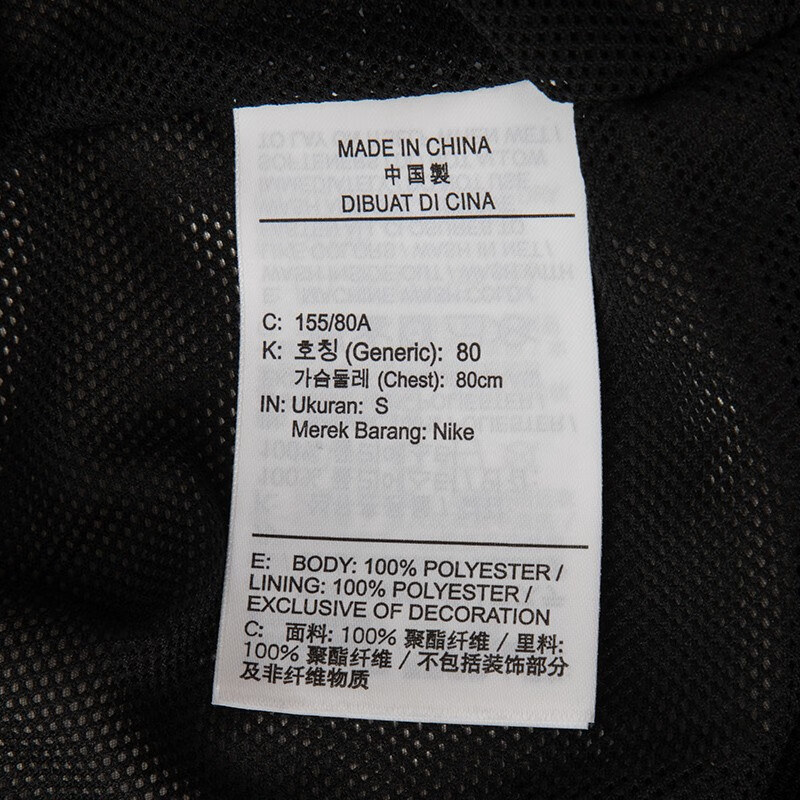 MADE IN CHINA
中国製
DIBUAT DI CINA
C: 155/80A
K: 호칭 (Generic): 80
가슴둘레 (Chest): 80cm
IN: Ukuran: S
Merek Barang: Nike
E: BODY: 100% POLYESTER /
LINING: 100% POLYESTER /
EXCLUSIVE OF DECORATION
C: 面料: 100% 聚酯纤维 / 里料:
100% 聚酯纤维 / 不包括装饰部分
及非纤维物质